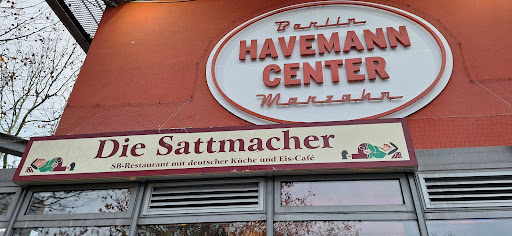 Berlin
HAVEMANN
CENTER
Marzahn
Die Sattmacher
SB-Restaurant mit deutscher Küche und Eis-Café